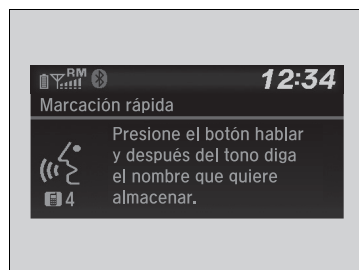 RM 12:34
Marcación rápida
Presione el botón hablar
y después del tono diga
el nombre que quiere
almacenar.
4